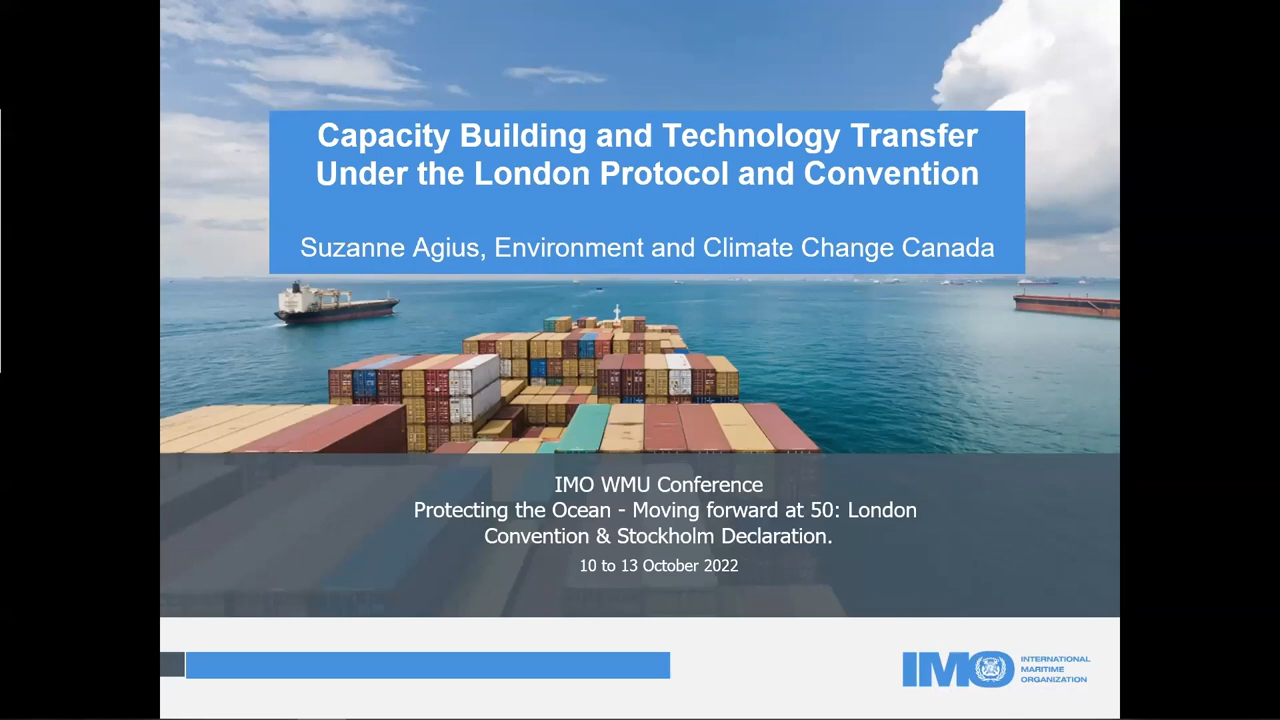 Capacity Building and Technology Transfer
Under the London Protocol and Convention
Suzanne Agius, Environment and Climate Change Canada
IMO WMU Conference
Protecting the Ocean - Moving forward at 50: London
Convention & Stockholm Declaration.
10 to 13 October 2022
IMO
INTERNATIONAL
MARITIME
ORGANIZATION